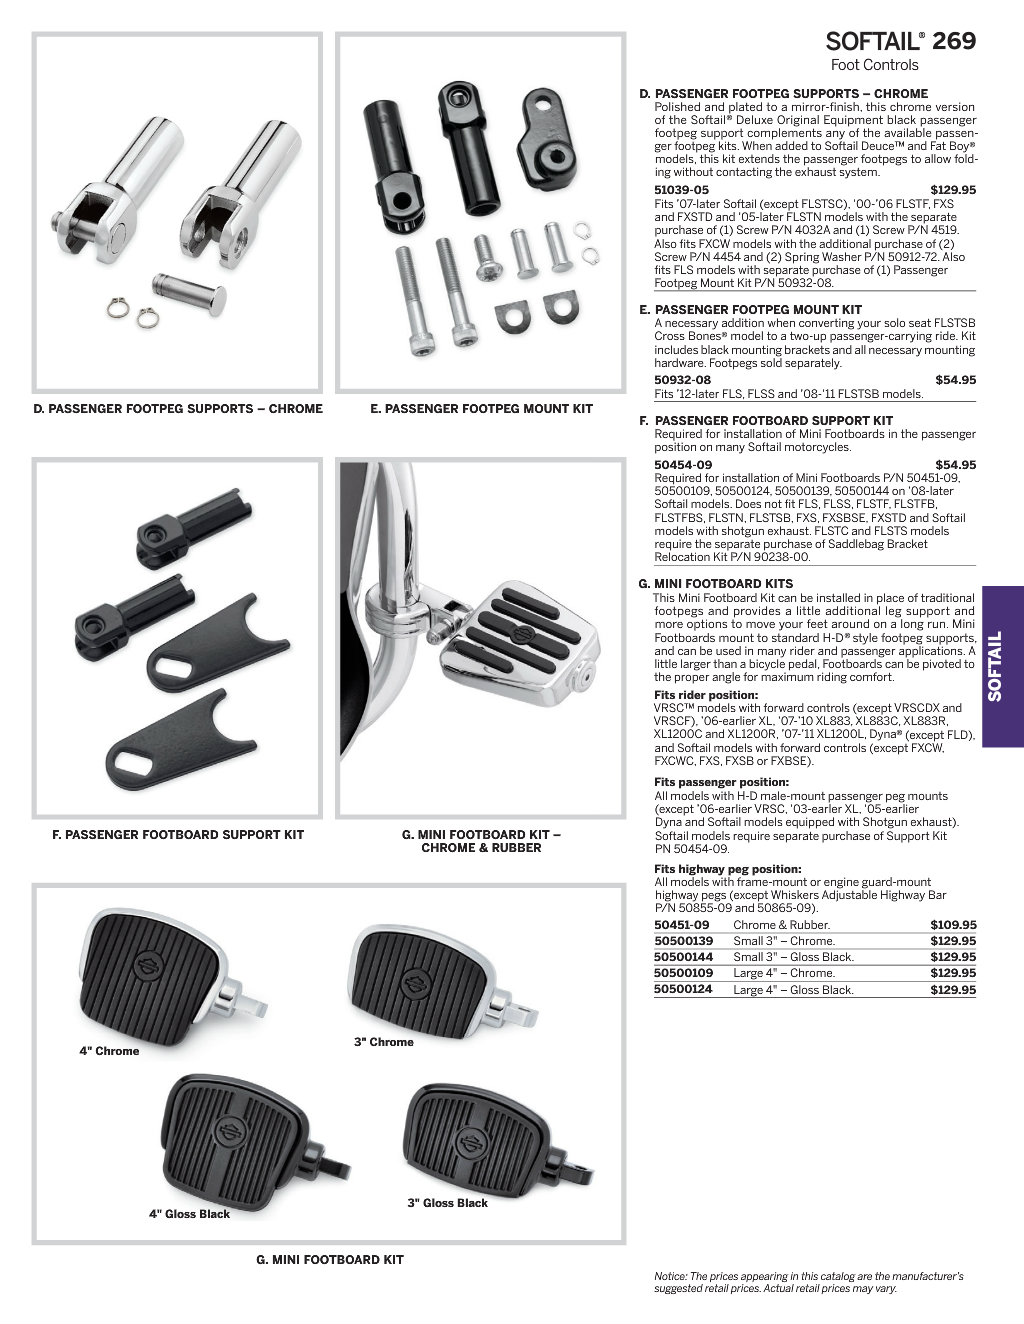 SOFTAIL® 269
Foot Controls
D. PASSENGER FOOTPEG SUPPORTS – CHROME
E. PASSENGER FOOTPEG MOUNT KIT
F. PASSENGER FOOTBOARD SUPPORT KIT
G. MINI FOOTBOARD KIT –
CHROME & RUBBER
4" Chrome
3" Chrome
4" Gloss Black
3" Gloss Black
G. MINI FOOTBOARD KIT
D. PASSENGER FOOTPEG SUPPORTS – CHROME
Polished and plated to a mirror-finish, this chrome version
of the Softail® Deluxe Original Equipment black passenger
footpeg support complements any of the available passen-
ger footpeg kits. When added to Softail Deuce™ and Fat Boy®
models, this kit extends the passenger footpegs to allow fold-
ing without contacting the exhaust system.
51039-05 $129.95
Fits ’07-later Softail (except FLSTSC), ’00-’06 FLSTF, FXS
and FXSTD and ’05-later FLSTN models with the separate
purchase of (1) Screw P/N 4032A and (1) Screw P/N 4519.
Also fits FXCW models with the additional purchase of (2)
Screw P/N 4454 and (2) Spring Washer P/N 50912-72. Also
fits FLS models with separate purchase of (1) Passenger
Footpeg Mount Kit P/N 50932-08.
E. PASSENGER FOOTPEG MOUNT KIT
A necessary addition when converting your solo seat FLSTSB
Cross Bones® model to a two-up passenger-carrying ride. Kit
includes black mounting brackets and all necessary mounting
hardware. Footpegs sold separately.
50932-08 $54.95
Fits ’12-later FLS, FLSS and ’08-’11 FLSTSB models.
F. PASSENGER FOOTBOARD SUPPORT KIT
Required for installation of Mini Footboards in the passenger
position on many Softail motorcycles.
50454-09 $54.95
Required for installation of Mini Footboards P/N 50451-09,
50500109, 50500124, 50500139, 50500144 on ’08-later
Softail models. Does not fit FLS, FLSS, FLSTF, FLSTFB,
FLSTFBS, FLSTN, FLSTSB, FXS, FXSBSE, FXSTD and Softail
models with shotgun exhaust. FLSTC and FLSTS models
require the separate purchase of Saddlebag Bracket
Relocation Kit P/N 90238-00.
G. MINI FOOTBOARD KITS
This Mini Footboard Kit can be installed in place of traditional
footpegs and provides a little additional leg support and
more options to move your feet around on a long run. Mini
Footboards mount to standard H-D® style footpeg supports,
and can be used in many rider and passenger applications. A
little larger than a bicycle pedal, Footboards can be pivoted to
the proper angle for maximum riding comfort.
Fits rider position:
VRSC™ models with forward controls (except VRSCDX and
VRSCF), ’06-earlier XL, ’07-’10 XL883, XL883C, XL883R,
XL1200C and XL1200R, ’07-’11 XL1200L, Dyna® (except FLD),
and Softail models with forward controls (except FXCW,
FXCWC, FXS, FXSB or FXBSE).
Fits passenger position:
All models with H-D male-mount passenger peg mounts
(except ’06-earlier VRSC, ’03-earler XL, ’05-earlier
Dyna and Softail models equipped with Shotgun exhaust).
Softail models require separate purchase of Support Kit
PN 50454-09.
Fits highway peg position:
All models with frame-mount or engine guard-mount
highway pegs (except Whiskers Adjustable Highway Bar
P/N 50855-09 and 50865-09).
50451-09 Chrome & Rubber. $109.95
50500139 Small 3" – Chrome. $129.95
50500144 Small 3" – Gloss Black. $129.95
50500109 Large 4" – Chrome. $129.95
50500124 Large 4" – Gloss Black. $129.95
SOFTAIL
Notice: The prices appearing in this catalog are the manufacturer’s
suggested retail prices. Actual retail prices may vary.